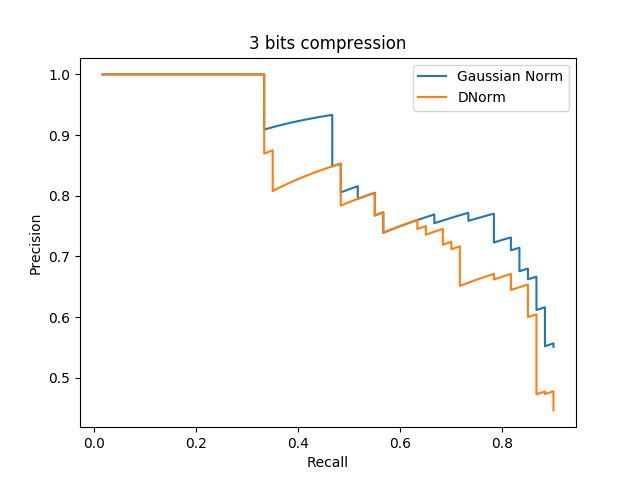 3 bits compression
Gaussian Norm
DNorm
1.0
0.9
0.8
0.7
0.6
0.5
Precision
0.0 0.2 0.4 0.6 0.8
Recall